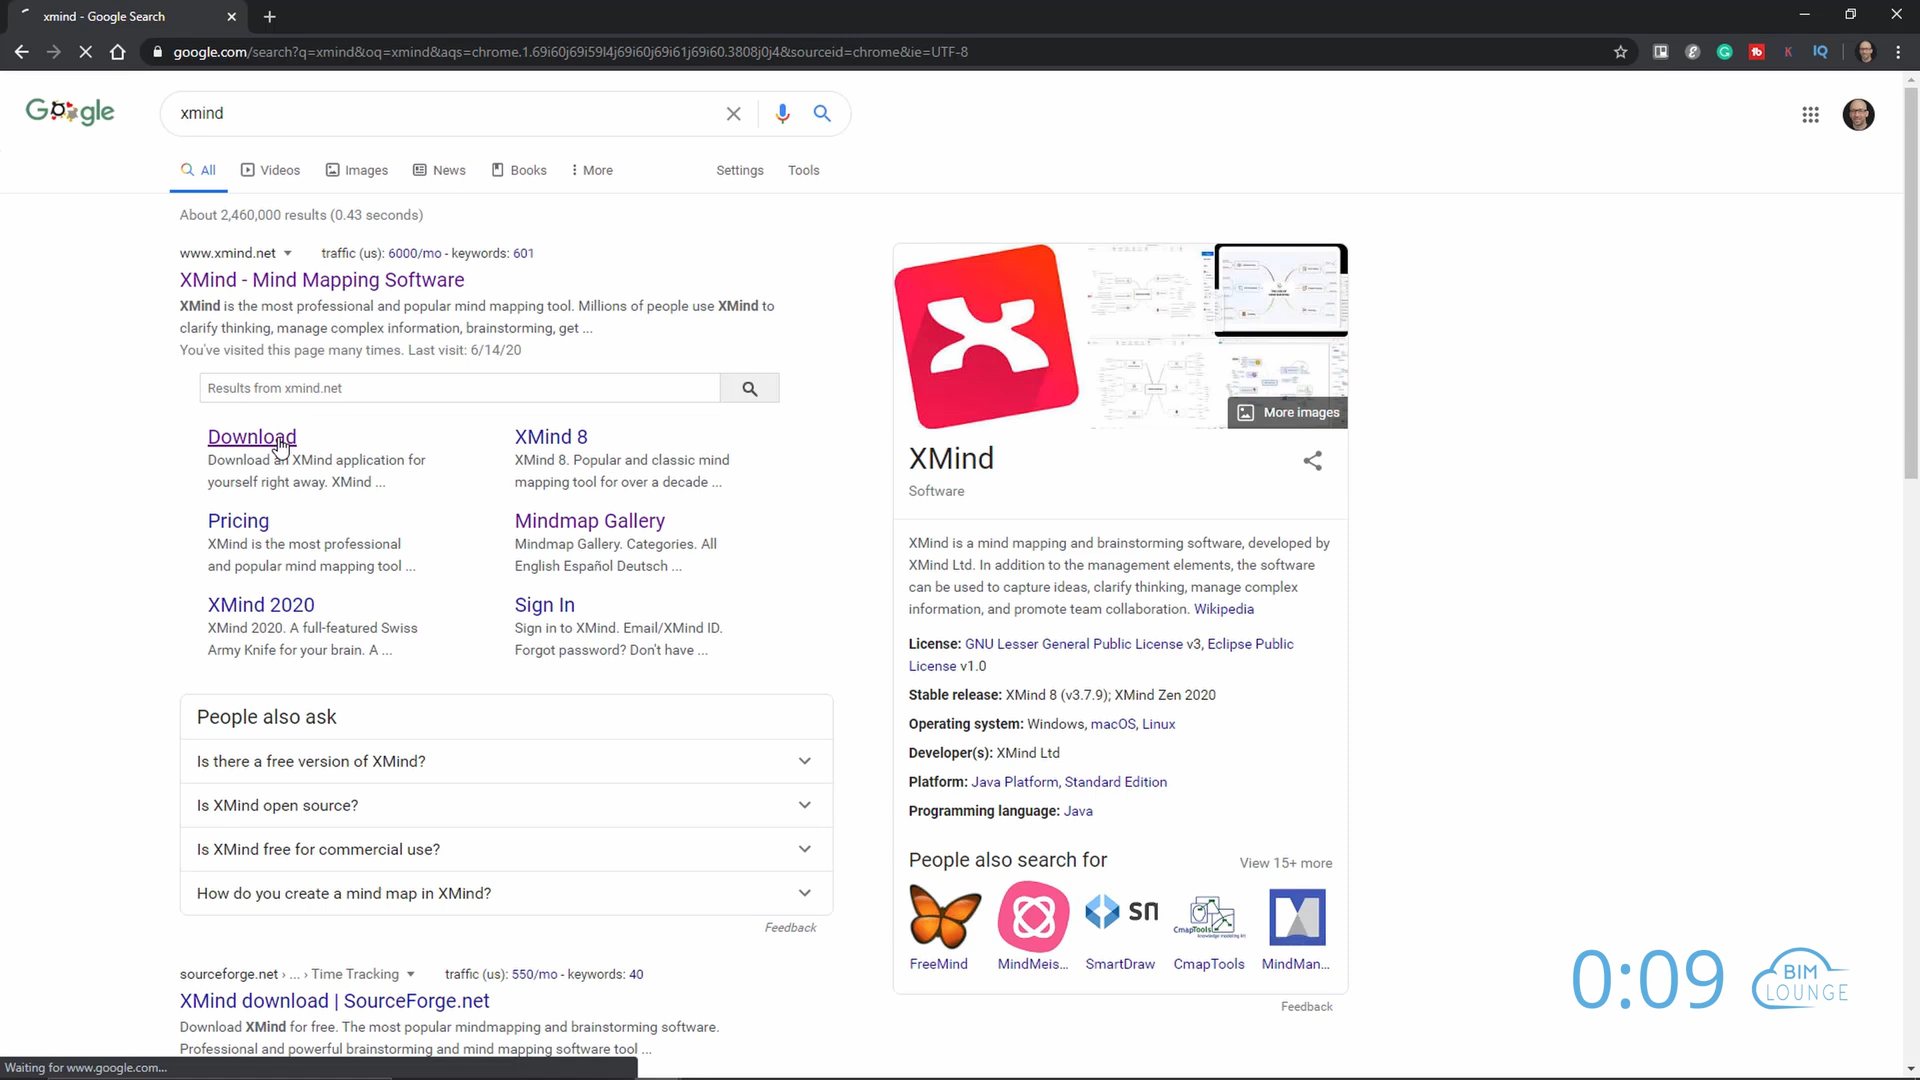 xmind - Google Search
google.com/search?q=xmind&oq=xmind&aqs=chrome.1.69i60j69i59l4j69i60j69i61j69i60.3808j0j4&sourceid=chrome&ie=UTF-8
Google
xmind
All
Videos
Images
News
Books
More
Settings
Tools
About 2,460,000 results (0.43 seconds)
www.xmind.net
traffic (us): 6000/mo - keywords: 601
XMind - Mind Mapping Software
XMind is the most professional and popular mind mapping tool. Millions of people use XMind to
clarify thinking, manage complex information, brainstorming, get ...
You've visited this page many times. Last visit: 6/14/20
Results from xmind.net
Download
Download an XMind application for
yourself right away. XMind ...
XMind 8
XMind 8. Popular and classic mind
mapping tool for over a decade ...
Pricing
XMind is the most professional
and popular mind mapping tool ...
Mindmap Gallery
Mindmap Gallery. Categories. All
English Español Deutsch ...
XMind 2020
XMind 2020. A full-featured Swiss
Army Knife for your brain. A ...
Sign In
Sign in to XMind. Email/XMind ID.
Forgot password? Don't have ...
People also ask
Is there a free version of XMind?
Is XMind open source?
Is XMind free for commercial use?
How do you create a mind map in XMind?
Feedback
sourceforge.net › ... › Time Tracking
traffic (us): 550/mo - keywords: 40
XMind download | SourceForge.net
Download XMind for free. The most popular mindmapping and brainstorming software.
Professional and powerful brainstorming and mind mapping software tool ...
Waiting for www.google.com...
More images
XMind
Software
XMind is a mind mapping and brainstorming software, developed by
XMind Ltd. In addition to the management elements, the software
can be used to capture ideas, clarify thinking, manage complex
information, and promote team collaboration. Wikipedia
License: GNU Lesser General Public License v3, Eclipse Public
License v1.0
Stable release: XMind 8 (v3.7.9); XMind Zen 2020
Operating system: Windows, macOS, Linux
Developer(s): XMind Ltd
Platform: Java Platform, Standard Edition
Programming language: Java
People also search for
View 15+ more
SN
CmapTools
FreeMind
MindMeis...
SmartDraw
CmapTools
MindMan...
Feedback
0:09
BIM
LOUNGE
IQ